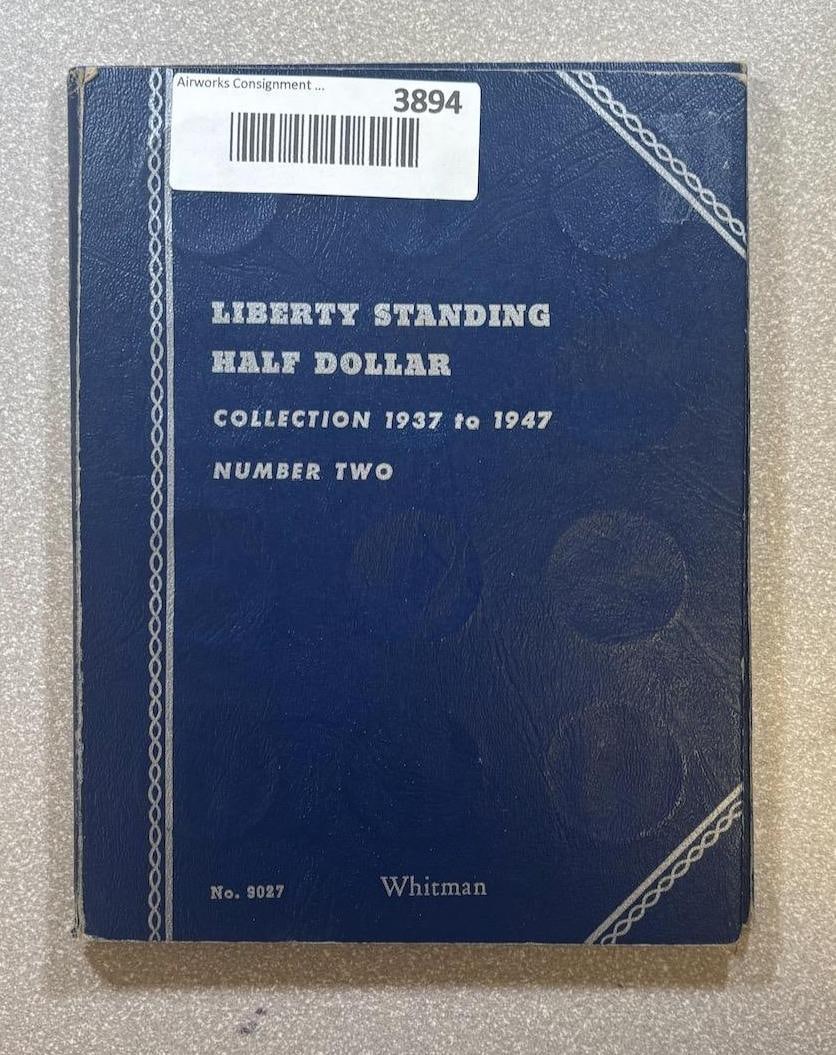 Airworks Consignment ...
3894
LIBERTY STANDING
HALF DOLLAR
COLLECTION 1937 to 1947
NUMBER TWO
No. 9027
Whitman